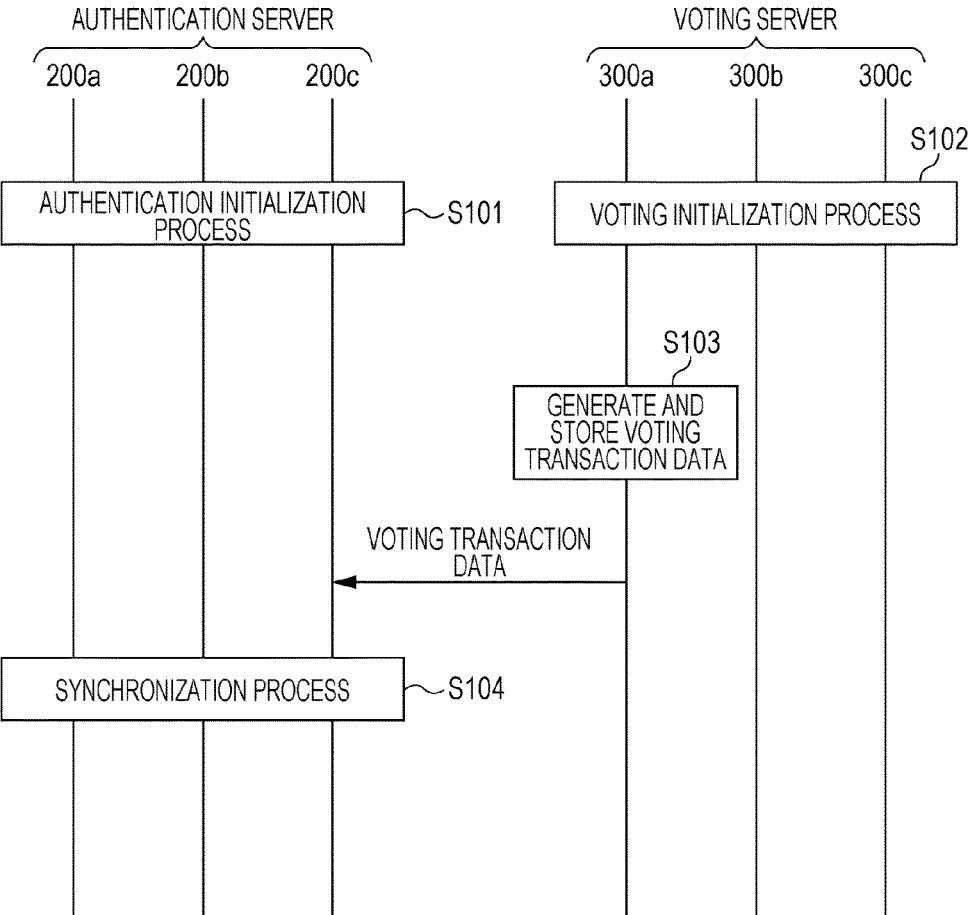 AUTHENTICATION SERVER
VOTING SERVER
200a 200b 200c
300a 300b 300c
S102
AUTHENTICATION INITIALIZATION
PROCESS
S101
VOTING INITIALIZATION PROCESS
S103
GENERATE AND
STORE VOTING
TRANSACTION DATA
VOTING TRANSACTION
DATA
SYNCHRONIZATION PROCESS
S104